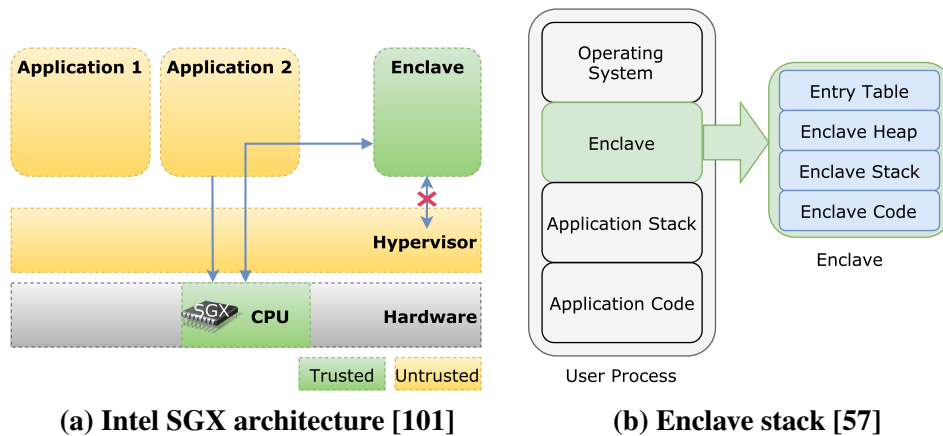 Application 1
Application 2
Enclave
Hypervisor
SGX
CPU
Hardware
Trusted
Untrusted
(a) Intel SGX architecture [101]
Operating
System
Enclave
Application Stack
Application Code
User Process
Entry Table
Enclave Heap
Enclave Stack
Enclave Code
Enclave
(b) Enclave stack [57]